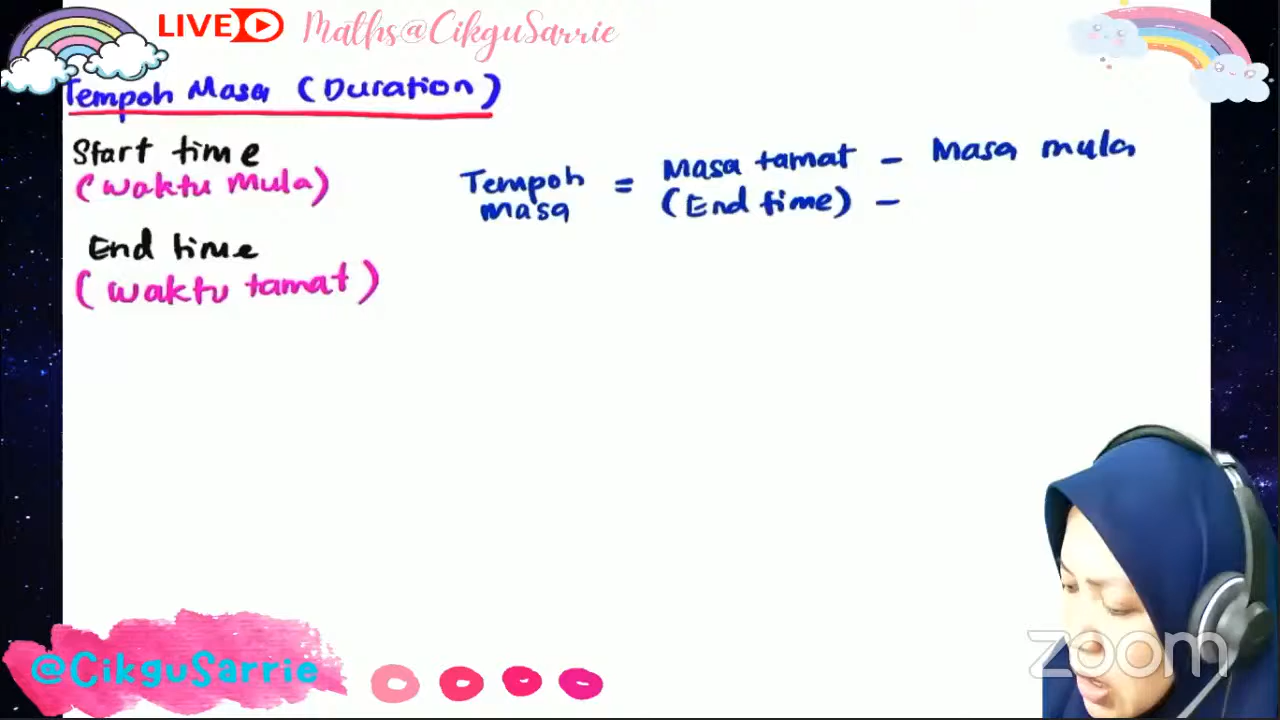 LIVE Maths@CikguSarrie
Tempoh Masa (Duration)
Start time
(waktu mula)
End time
(waktu tamat)
Tempoh masa = Masa tamat - Masa mula
(End time) -
@CikguSarrie
zoom